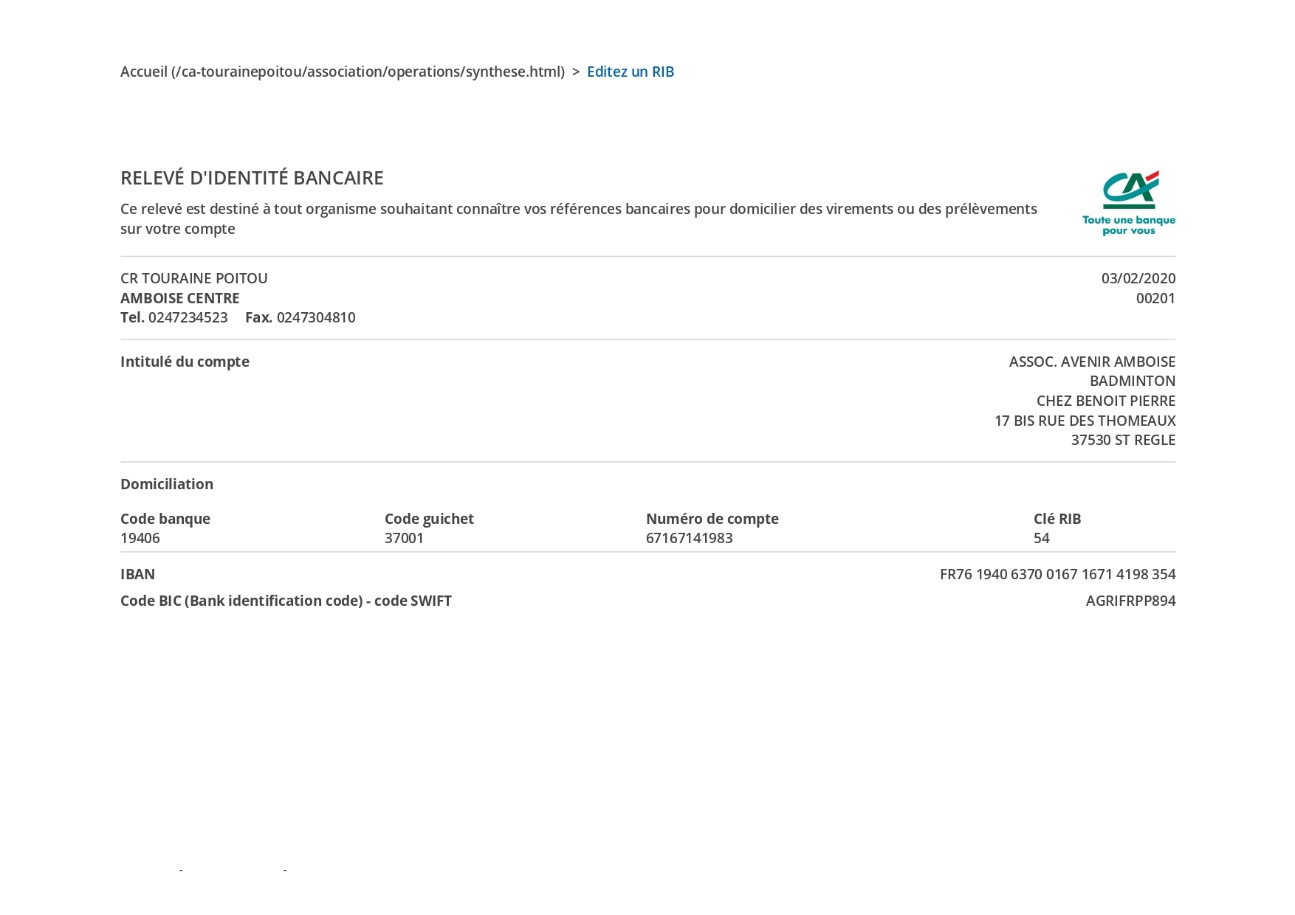 Accueil (/ca-tourainepoitou/association/operations/synthese.html) > Editez un RIB
RELEVÉ D'IDENTITÉ BANCAIRE
Ce relevé est destiné à tout organisme souhaitant connaître vos références bancaires pour domicilier des virements ou des prélèvements
sur votre compte
CA
Toute une banque
pour vous
CR TOURAINE POITOU 03/02/2020
AMBOISE CENTRE 00201
Tel. 0247234523 Fax. 0247304810
Intitulé du compte ASSOC. AVENIR AMBOISE
BADMINTON
CHEZ BENOIT PIERRE
17 BIS RUE DES THOMEAUX
37530 ST REGLE
Domiciliation
Code banque Code guichet Numéro de compte Clé RIB
19406 37001 67167141983 54
IBAN FR76 1940 6370 0167 1671 4198 354
Code BIC (Bank identification code) - code SWIFT AGRIFRPP894